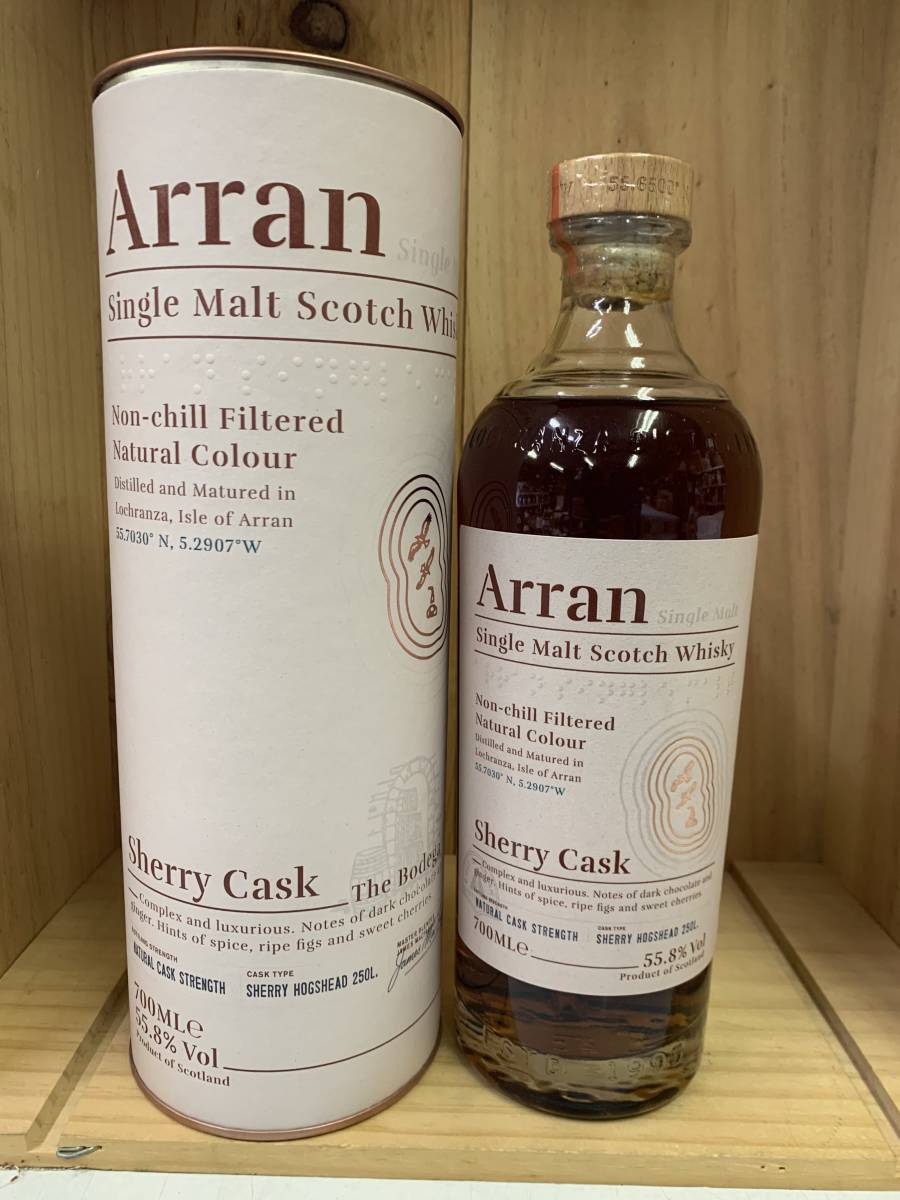 Arran
Single
Single Malt Scotch Whis
Non-chill Filtered
Natural Colour
Distilled and Matured in
Lochranza, Isle of Arran
55.7030° N, 5.2907°W
Sherry Cask
The Bodega
Complex and luxurious. Notes of dark chocolate
ginger. Hints of spice, ripe figs and sweet cherries.
NATURAL CASK STRENGTH
CASK TYPE
SHERRY HOGSHEAD 250L.
700ML℮
55.8% Vol
Product of Scotland
Arran Single Malt
Single Malt Scotch Whisky
Non-chill Filtered
Natural Colour
Distilled and Matured in
Lochranza, Isle of Arran
55.7030° N, 5.2907°W
Sherry Cask
Complex and luxurious. Notes of dark chocolate and
ginger. Hints of spice, ripe figs and sweet cherries.
NATURAL CASK STRENGTH
CASK TYPE
SHERRY HOGSHEAD 250L.
700ML℮
55.8% Vol
Product of Scotland